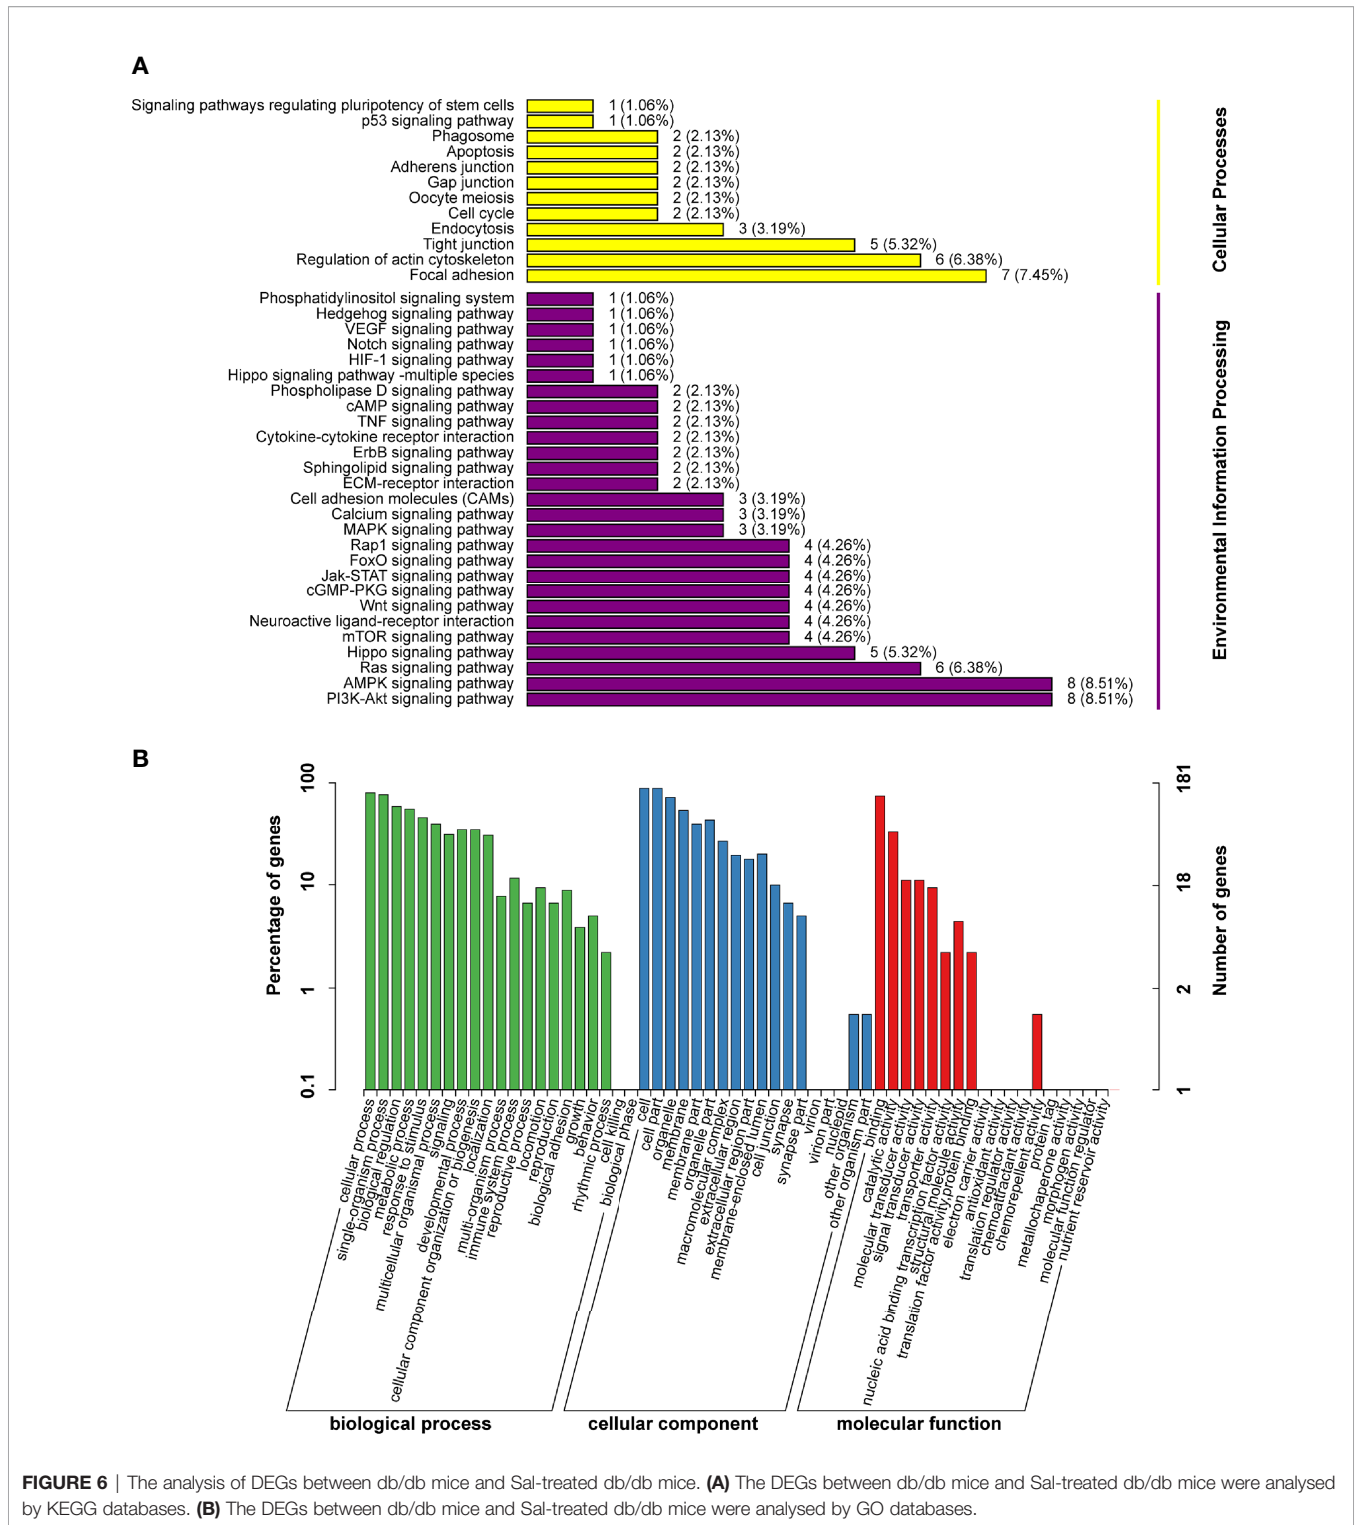 A
Signaling pathways regulating pluripotency of stem cells 1 (1.06%)
p53 signaling pathway 1 (1.06%)
Phagosome 2 (2.13%)
Apoptosis 2 (2.13%)
Adherens junction 2 (2.13%)
Gap junction 2 (2.13%)
Oocyte meiosis 2 (2.13%)
Cell cycle 2 (2.13%)
Endocytosis 3 (3.19%)
Tight junction 5 (5.32%)
Regulation of actin cytoskeleton 6 (6.38%)
Focal adhesion 7 (7.45%)
Cellular Processes
Phosphatidylinositol signaling system 1 (1.06%)
Hedgehog signaling pathway 1 (1.06%)
VEGF signaling pathway 1 (1.06%)
Notch signaling pathway 1 (1.06%)
HIF-1 signaling pathway 1 (1.06%)
Hippo signaling pathway -multiple species 1 (1.06%)
Phospholipase D signaling pathway 2 (2.13%)
cAMP signaling pathway 2 (2.13%)
TNF signaling pathway 2 (2.13%)
Cytokine-cytokine receptor interaction 2 (2.13%)
ErbB signaling pathway 2 (2.13%)
Sphingolipid signaling pathway 2 (2.13%)
ECM-receptor interaction 2 (2.13%)
Cell adhesion molecules (CAMs) 3 (3.19%)
Calcium signaling pathway 3 (3.19%)
MAPK signaling pathway 3 (3.19%)
Rap1 signaling pathway 4 (4.26%)
FoxO signaling pathway 4 (4.26%)
Jak-STAT signaling pathway 4 (4.26%)
cGMP-PKG signaling pathway 4 (4.26%)
Wnt signaling pathway 4 (4.26%)
Neuroactive ligand-receptor interaction 4 (4.26%)
mTOR signaling pathway 4 (4.26%)
Hippo signaling pathway 5 (5.32%)
Ras signaling pathway 6 (6.38%)
AMPK signaling pathway 8 (8.51%)
PI3K-Akt signaling pathway 8 (8.51%)
Environmental Information Processing
B
Percentage of genes
100
10
1
0.1
Number of genes
181
18
2
1
cellular process
single-organism process
biological regulation
metabolic process
response to stimulus
multicellular organismal process
signaling
developmental process
cellular component organization or biogenesis
localization
multi-organism process
immune system process
reproductive process
locomotion
reproduction
biological adhesion
growth
behavior
rhythmic process
cell killing
biological phase
cell
cell part
organelle
membrane
membrane part
organelle part
macromolecular complex
extracellular region
extracellular region part
membrane-enclosed lumen
cell junction
synapse
synapse part
virion
virion part
nucleoid
other organism
other organism part
binding
catalytic activity
molecular transducer activity
signal transducer activity
transporter activity
nucleic acid binding transcription factor activity
structural molecule activity
translation factor activity,protein binding
electron carrier activity
antioxidant activity
translation regulator activity
chemoattractant activity
chemorepellent activity
protein tag
metallochaperone activity
morphogen activity
molecular function regulator
nutrient reservoir activity
biological process
cellular component
molecular function
FIGURE 6 | The analysis of DEGs between db/db mice and Sal-treated db/db mice. (A) The DEGs between db/db mice and Sal-treated db/db mice were analysed
by KEGG databases. (B) The DEGs between db/db mice and Sal-treated db/db mice were analysed by GO databases.